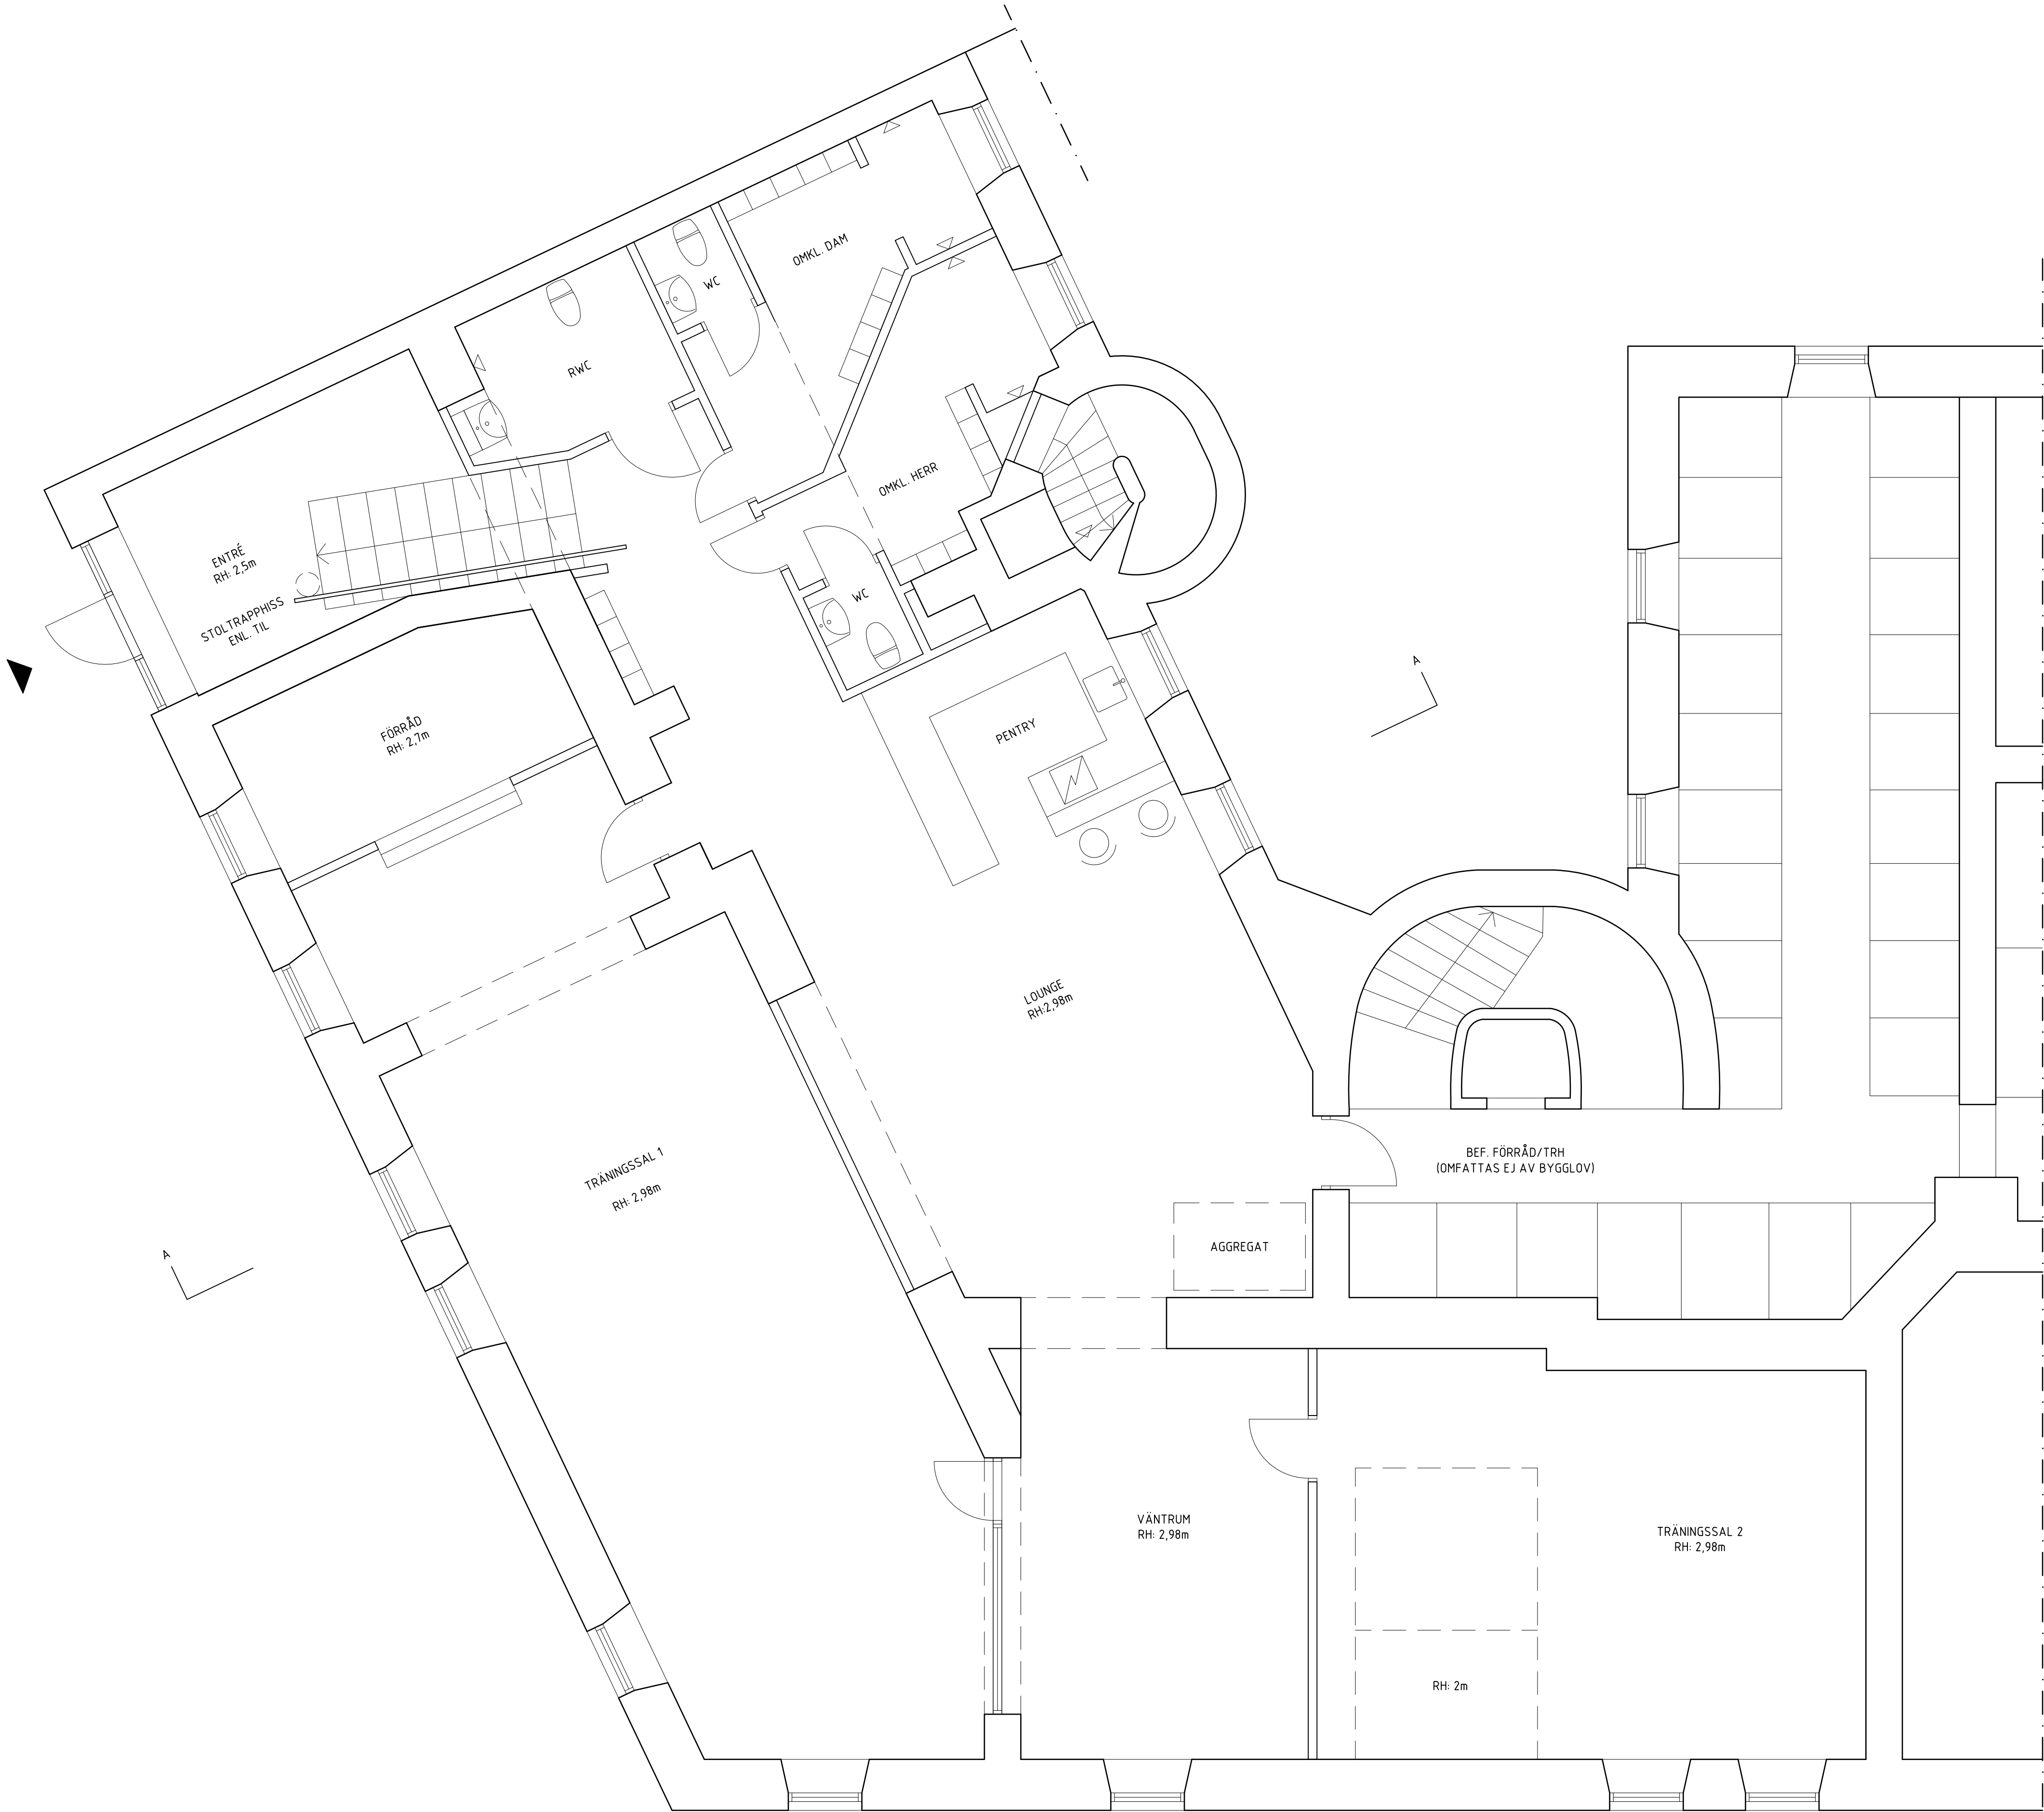 OMKL. DAM
WC
RWC
OMKL. HERR
ENTRÉ
RH: 2,5m
STOLTRAPPHISS
ENL. TIL
WC
A
FÖRRÅD
RH: 2,7m
PENTRY
LOUNGE
RH:2,98m
TRÄNINGSSAL 1
RH: 2,98m
BEF. FÖRRÅD/TRH
(OMFATTAS EJ AV BYGGLOV)
A
AGGREGAT
VÄNTRUM
RH: 2,98m
TRÄNINGSSAL 2
RH: 2,98m
RH: 2m